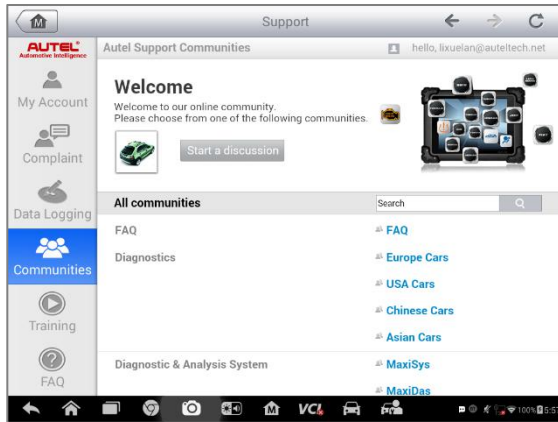 M
Support
AUTEL
Automotive Intelligence
Autel Support Communities
hello, lixuelan@auteltech.net
My Account
Welcome
Welcome to our online community.
Please choose from one of the following communities.
Start a discussion
Complaint
Data Logging
All communities
Search
FAQ
FAQ
Communities
Diagnostics
Europe Cars
USA Cars
Chinese Cars
Asian Cars
Training
FAQ
Diagnostic & Analysis System
MaxiSys
MaxiDas
M
VCI
100%